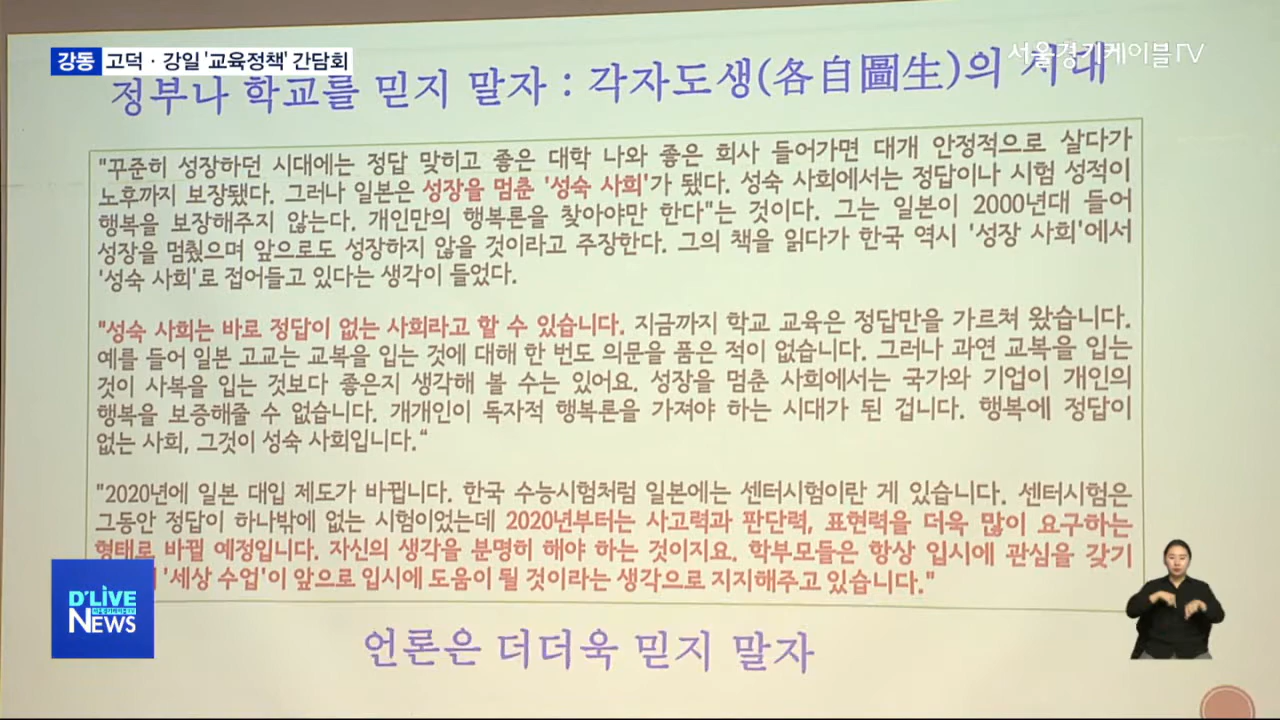 강동 고덕·강일 '교육정책' 간담회
서울경기케이블TV
정부나 학교를 믿지 말자 : 각자도생(各自圖生)의 시대
"꾸준히 성장하던 시대에는 정답 맞히고 좋은 대학 나와 좋은 회사 들어가면 대개 안정적으로 살다가
노후까지 보장됐다. 그러나 일본은 성장을 멈춘 '성숙 사회'가 됐다. 성숙 사회에서는 정답이나 시험 성적이
행복을 보장해주지 않는다. 개인만의 행복론을 찾아야만 한다"는 것이다. 그는 일본이 2000년대 들어
성장을 멈췄으며 앞으로도 성장하지 않을 것이라고 주장한다. 그의 책을 읽다가 한국 역시 '성장 사회'에서
'성숙 사회'로 접어들고 있다는 생각이 들었다.
"성숙 사회는 바로 정답이 없는 사회라고 할 수 있습니다. 지금까지 학교 교육은 정답만을 가르쳐 왔습니다.
예를 들어 일본 고교는 교복을 입는 것에 대해 한 번도 의문을 품은 적이 없습니다. 그러나 과연 교복을 입는
것이 사복을 입는 것보다 좋은지 생각해 볼 수는 있어요. 성장을 멈춘 사회에서는 국가와 기업이 개인의
행복을 보증해줄 수 없습니다. 개개인이 독자적 행복론을 가져야 하는 시대가 된 겁니다. 행복에 정답이
없는 사회, 그것이 성숙 사회입니다."
"2020년에 일본 대입 제도가 바뀝니다. 한국 수능시험처럼 일본에는 센터시험이란 게 있습니다. 센터시험은
그동안 정답이 하나밖에 없는 시험이었는데 2020년부터는 사고력과 판단력, 표현력을 더욱 많이 요구하는
형태로 바뀔 예정입니다. 자신의 생각을 분명히 해야 하는 것이지요. 학부모들은 항상 입시에 관심을 갖기
'세상 수업'이 앞으로 입시에 도움이 될 것이라는 생각으로 지지해주고 있습니다."
D'LIVE
서울경기케이블TV
NEWS
언론은 더더욱 믿지 말자